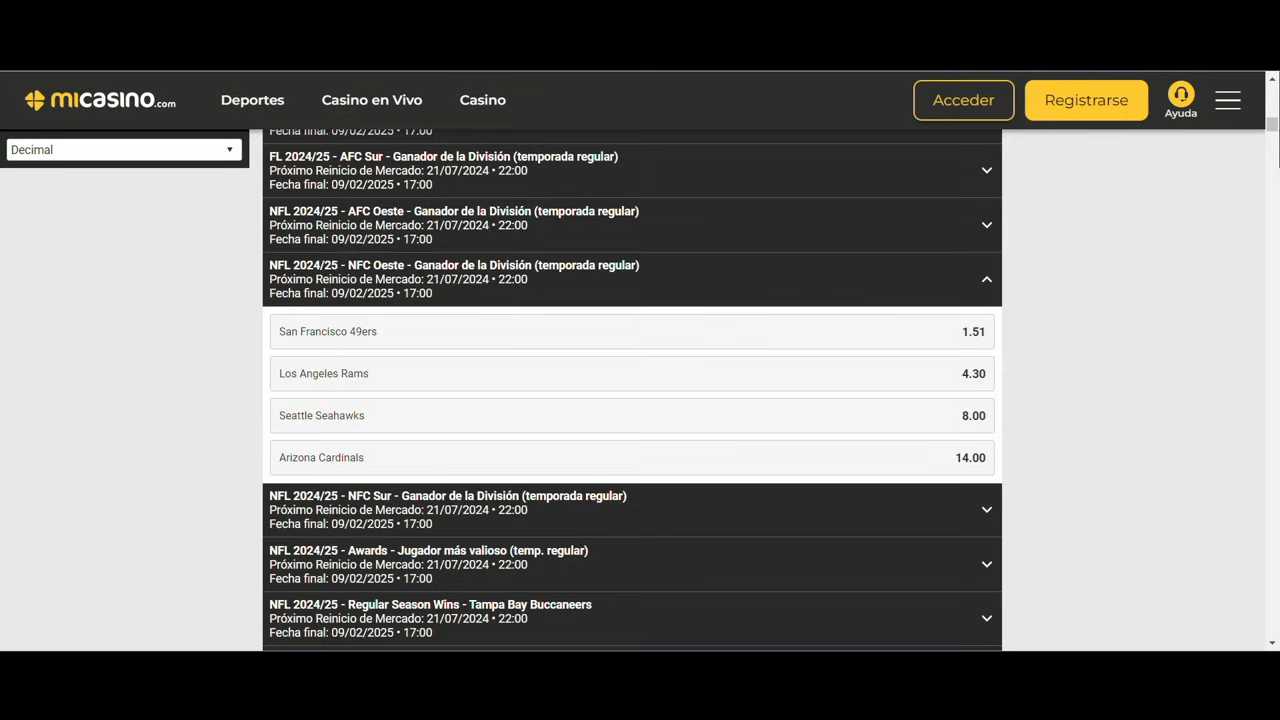 micasino.com
Deportes
Casino en Vivo
Casino
Acceder
Registrarse
Ayuda
Decimal
Fecha final: 09/02/2025 • 17:00
FL 2024/25 - AFC Sur - Ganador de la División (temporada regular)
Próximo Reinicio de Mercado: 21/07/2024 • 22:00
Fecha final: 09/02/2025 • 17:00
NFL 2024/25 - AFC Oeste - Ganador de la División (temporada regular)
Próximo Reinicio de Mercado: 21/07/2024 • 22:00
Fecha final: 09/02/2025 • 17:00
NFL 2024/25 - NFC Oeste - Ganador de la División (temporada regular)
Próximo Reinicio de Mercado: 21/07/2024 • 22:00
Fecha final: 09/02/2025 • 17:00
San Francisco 49ers 1.51
Los Angeles Rams 4.30
Seattle Seahawks 8.00
Arizona Cardinals 14.00
NFL 2024/25 - NFC Sur - Ganador de la División (temporada regular)
Próximo Reinicio de Mercado: 21/07/2024 • 22:00
Fecha final: 09/02/2025 • 17:00
NFL 2024/25 - Awards - Jugador más valioso (temp. regular)
Próximo Reinicio de Mercado: 21/07/2024 • 22:00
Fecha final: 09/02/2025 • 17:00
NFL 2024/25 - Regular Season Wins - Tampa Bay Buccaneers
Próximo Reinicio de Mercado: 21/07/2024 • 22:00
Fecha final: 09/02/2025 • 17:00